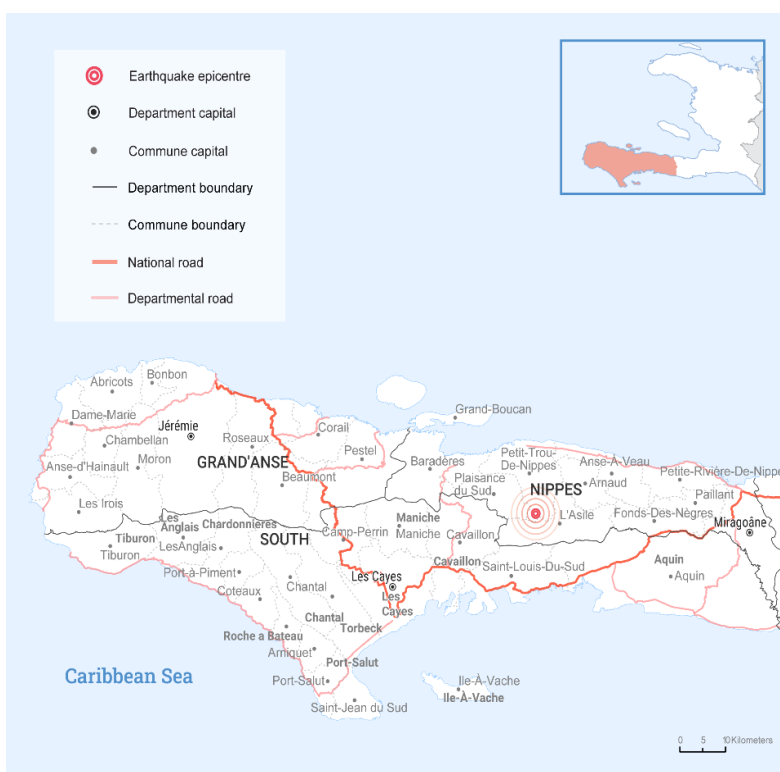 Earthquake epicentre
Department capital
Commune capital
Department boundary
Commune boundary
National road
Departmental road
Bonbon
Abricots
Grand-Boucan
Dame-Marie
Jérémie
Corail
Chambellan
Roseaux
Pestel
Petit-Trou-
De-Nippes
Anse-À-Veau
Moron
GRAND'ANSE
Baradères
Anse-d'Hainault
Petite-Rivière-De-Nippe
Beaumont
Plaisance
du Sud
Arnaud
NIPPES
Paillant
Les Irois
Les
Anglais
Chardonnieres
Maniche
L'Asile
Fonds-Des-Nègres
Miragoâne
Tiburon
SOUTH
Camp-Perrin
Maniche
Cavaillon
LesAnglais
Tiburon
Cavaillon
Saint-Louis-Du-Sud
Aquin
Port-à-Piment
Les Cayes
Aquin
Coteaux
Chantal
Les
Cayes
Chantal
Torbeck
Roche a Bateau
Arniquet
Port-Salut
Caribbean Sea
Port-Salut
Ile-À-Vache
Ile-À-Vache
Saint-Jean du Sud
0 5 10Kilometers